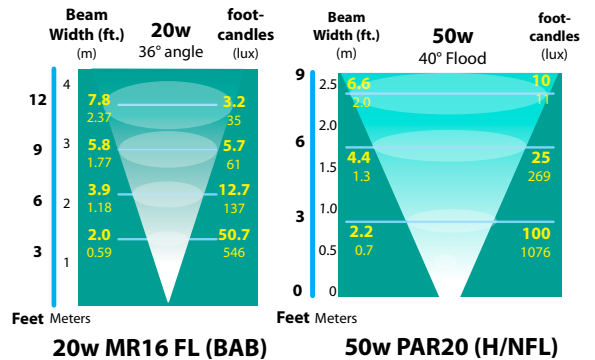 Beam
Width (ft.)
(m)
20w
36° angle
foot-
candles
(lux)
12
9
6
3
4
3
2
1
7.8
2.37
3.2
35
5.8
1.77
5.7
61
3.9
1.18
12.7
137
2.0
0.59
50.7
546
Feet Meters
20w MR16 FL (BAB)
Beam
Width (ft.)
(m)
50w
40° Flood
foot-
candles
(lux)
9
6
3
0
2.5
2.0
1.5
1.0
0.5
0
6.6
2.0
10
11
4.4
1.3
25
269
2.2
0.7
100
1076
Feet Meters
50w PAR20 (H/NFL)